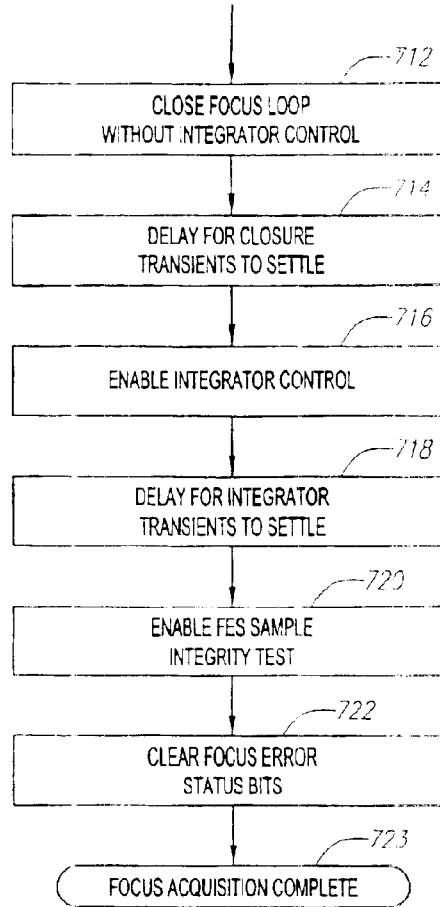 712
CLOSE FOCUS LOOP
WITHOUT INTEGRATOR CONTROL
714
DELAY FOR CLOSURE
TRANSIENTS TO SETTLE
716
ENABLE INTEGRATOR CONTROL
718
DELAY FOR INTEGRATOR
TRANSIENTS TO SETTLE
720
ENABLE FES SAMPLE
INTEGRITY TEST
722
CLEAR FOCUS ERROR
STATUS BITS
723
FOCUS ACQUISITION COMPLETE